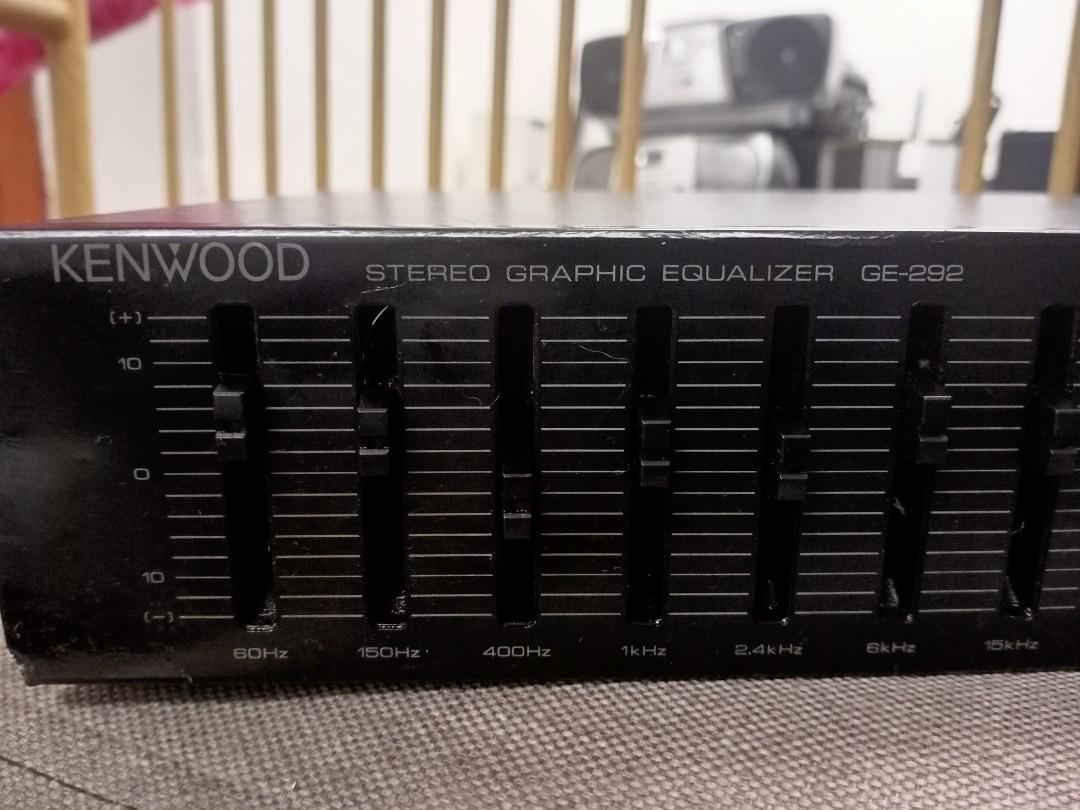 KENWOOD STEREO GRAPHIC EQUALIZER GE-292
(+)
10
0
10
(-)
60Hz 150Hz 400Hz 1kHz 2.4kHz 6kHz 15kHz